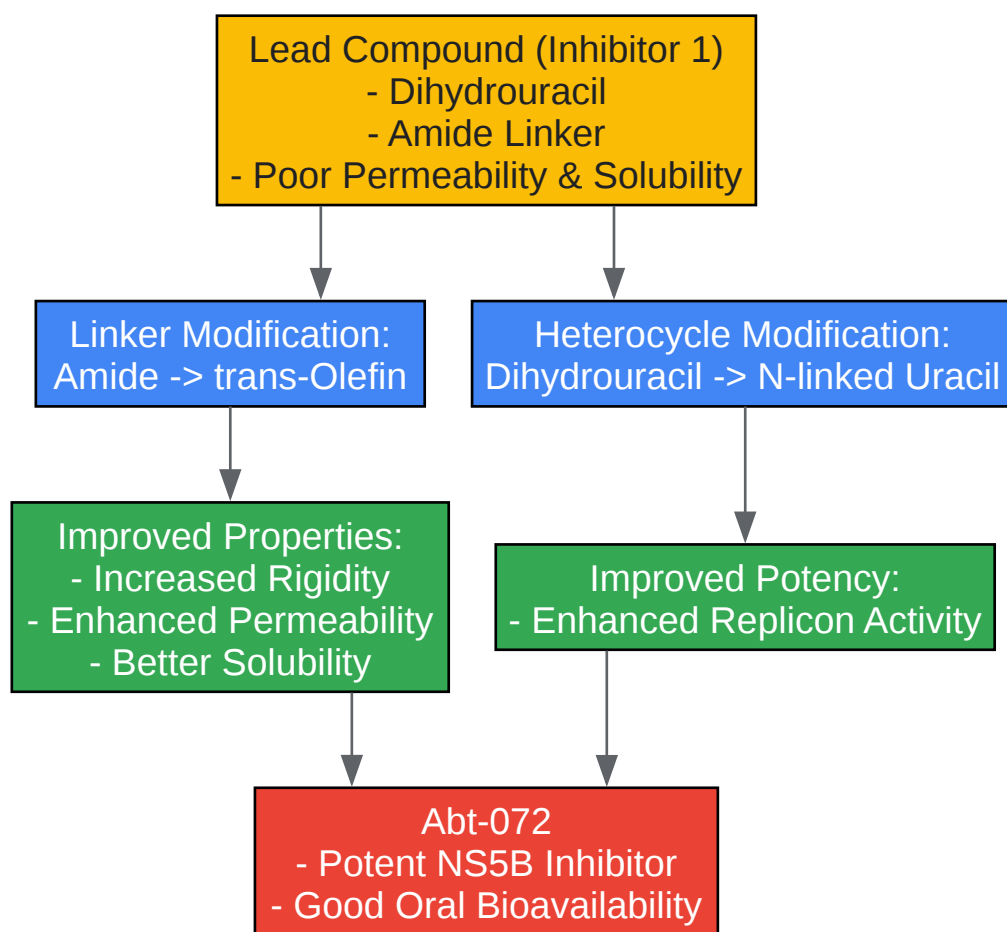 Lead Compound (Inhibitor 1)
- Dihydrouracil
- Amide Linker
- Poor Permeability & Solubility
Linker Modification:
Amide -> trans-Olefin
Heterocycle Modification:
Dihydrouracil -> N-linked Uracil
Improved Properties:
- Increased Rigidity
- Enhanced Permeability
- Better Solubility
Improved Potency:
- Enhanced Replicon Activity
Abt-072
- Potent NS5B Inhibitor
- Good Oral Bioavailability